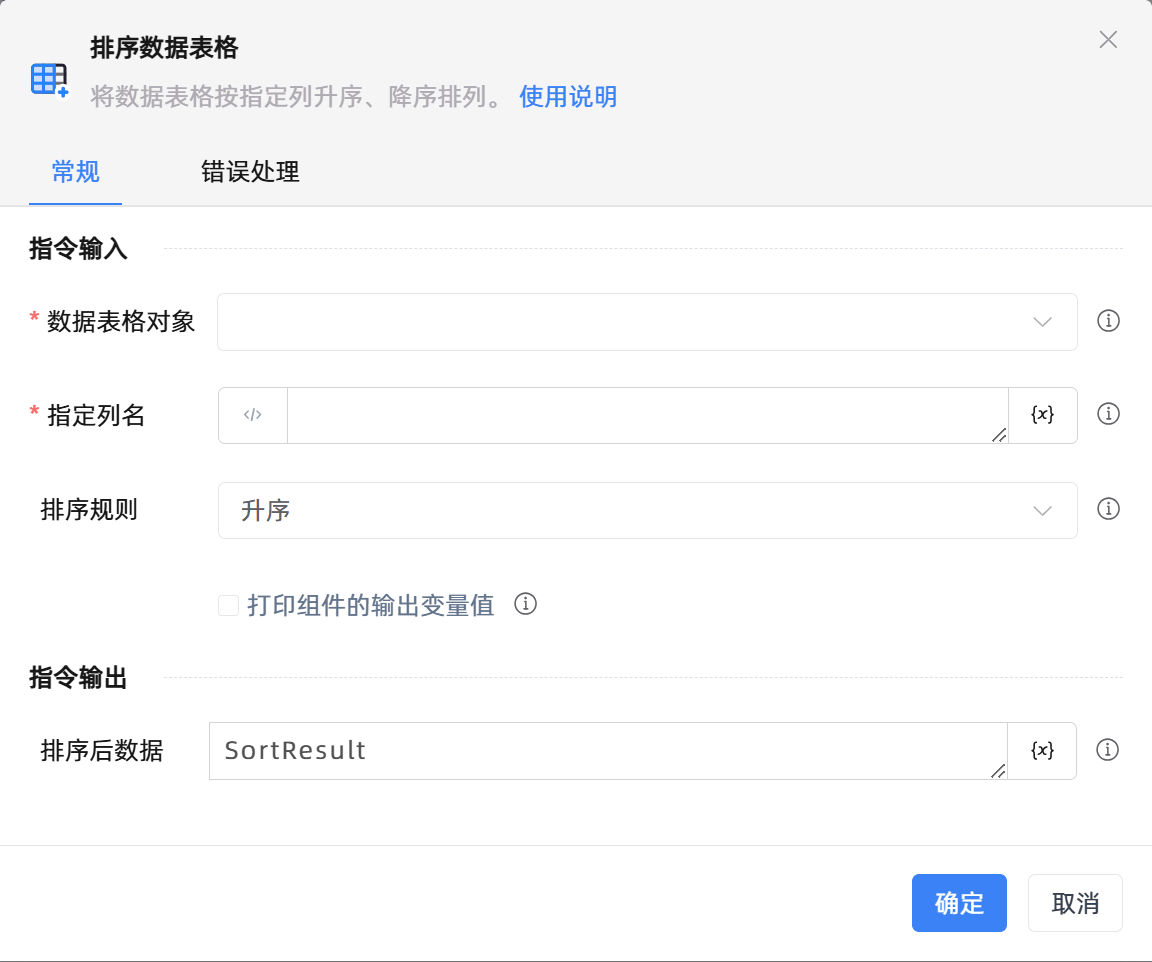 排序数据表格
将数据表格按指定列升序、降序排列。 使用说明
常规 错误处理
指令输入
* 数据表格对象
* 指定列名 </> {x}
排序规则 升序
打印组件的输出变量值
指令输出
排序后数据 SortResult {x}
确定 取消